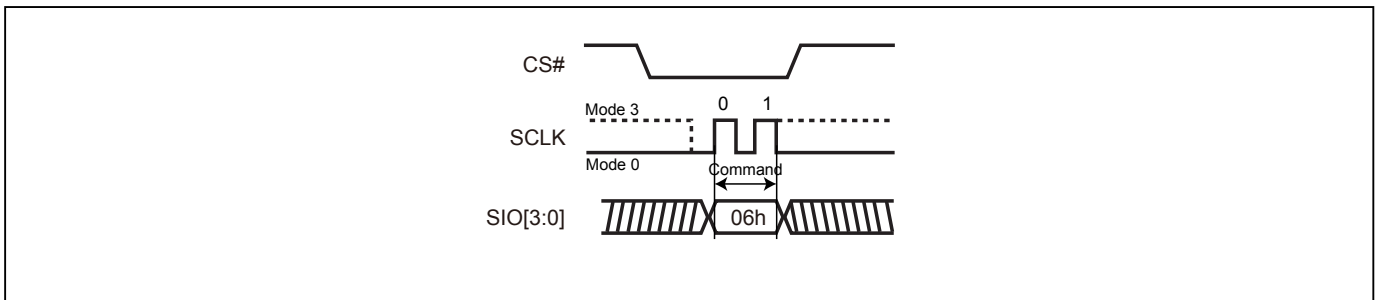 CS#
Mode 3
0 1
SCLK
Mode 0
Command
SIO[3:0]
06h